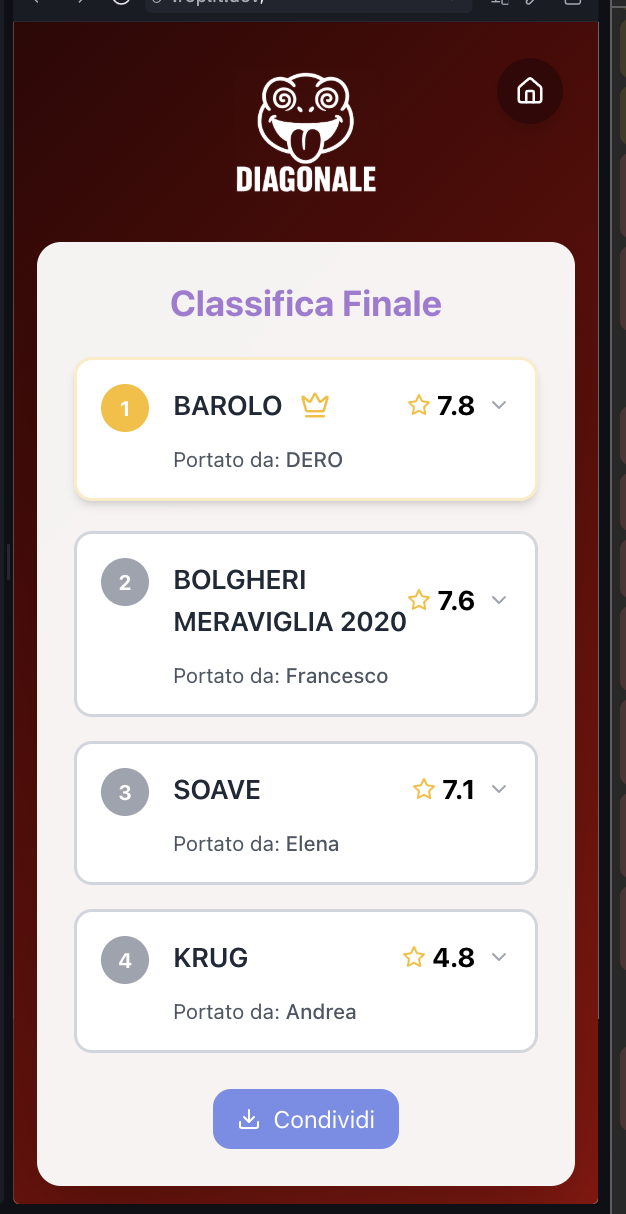 DIAGONALE
Classifica Finale
1 BAROLO 7.8
Portato da: DERO
2 BOLGHERI
MERAVIGLIA 2020 7.6
Portato da: Francesco
3 SOAVE 7.1
Portato da: Elena
4 KRUG 4.8
Portato da: Andrea
Condividi